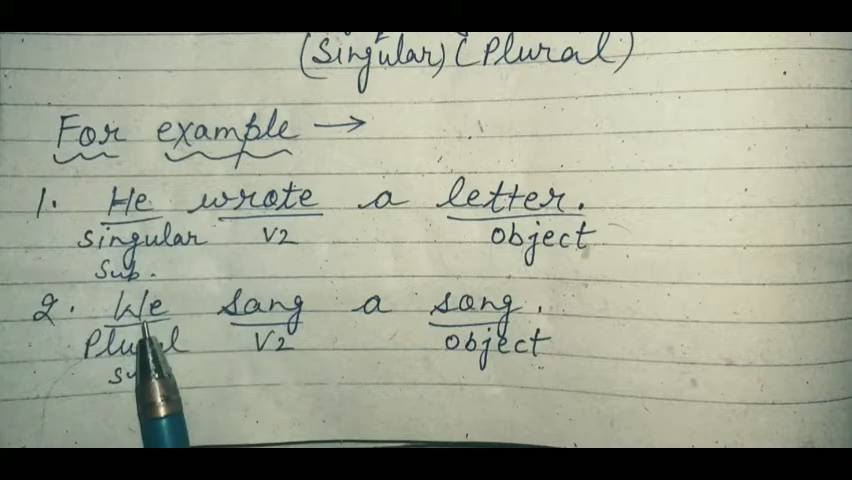 (Singular) (Plural)
For example →
1. He wrote a letter.
Singular V2 object
Sub.
2. We sang a song.
Plural V2 object